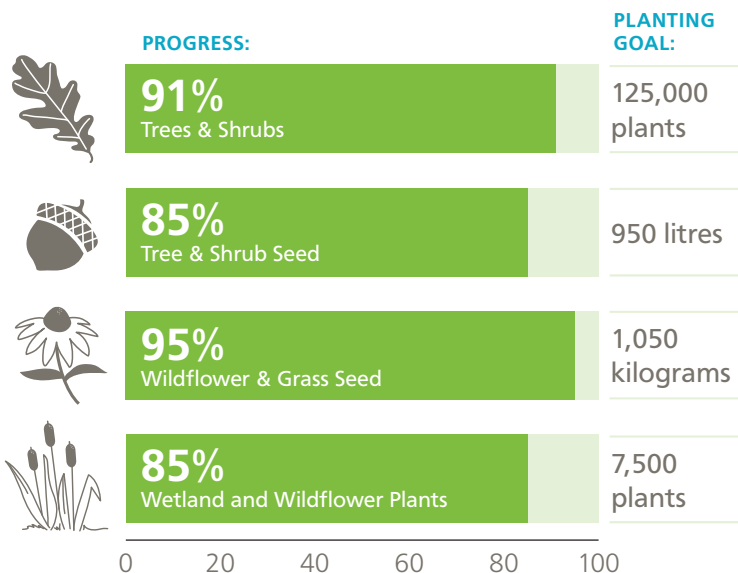 PROGRESS:
PLANTING
GOAL:
91%
Trees & Shrubs
125,000
plants
85%
Tree & Shrub Seed
950 litres
95%
Wildflower & Grass Seed
1,050
kilograms
85%
Wetland and Wildflower Plants
7,500
plants
0 20 40 60 80 100